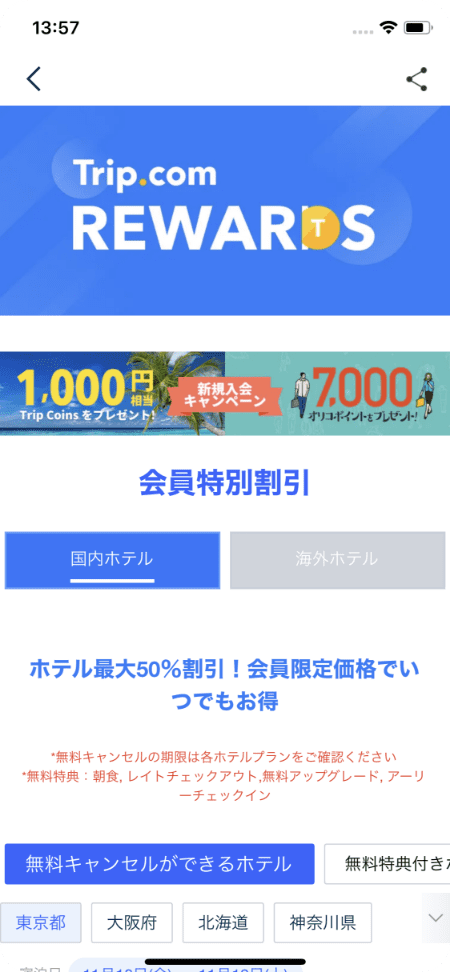 13:57
Trip.com
REWARDS
T
1,000円相当
Trip Coins をプレゼント!
新規入会
キャンペーン
7,000
オリコポイントをプレゼント!
会員特別割引
国内ホテル
海外ホテル
ホテル最大50%割引！会員限定価格でい
つでもお得
*無料キャンセルの期限は各ホテルプランをご確認ください
*無料特典：朝食, レイトチェックアウト,無料アップグレード, アーリ
ーチェックイン
無料キャンセルができるホテル
無料特典付き
東京都
大阪府
北海道
神奈川県
宿泊日